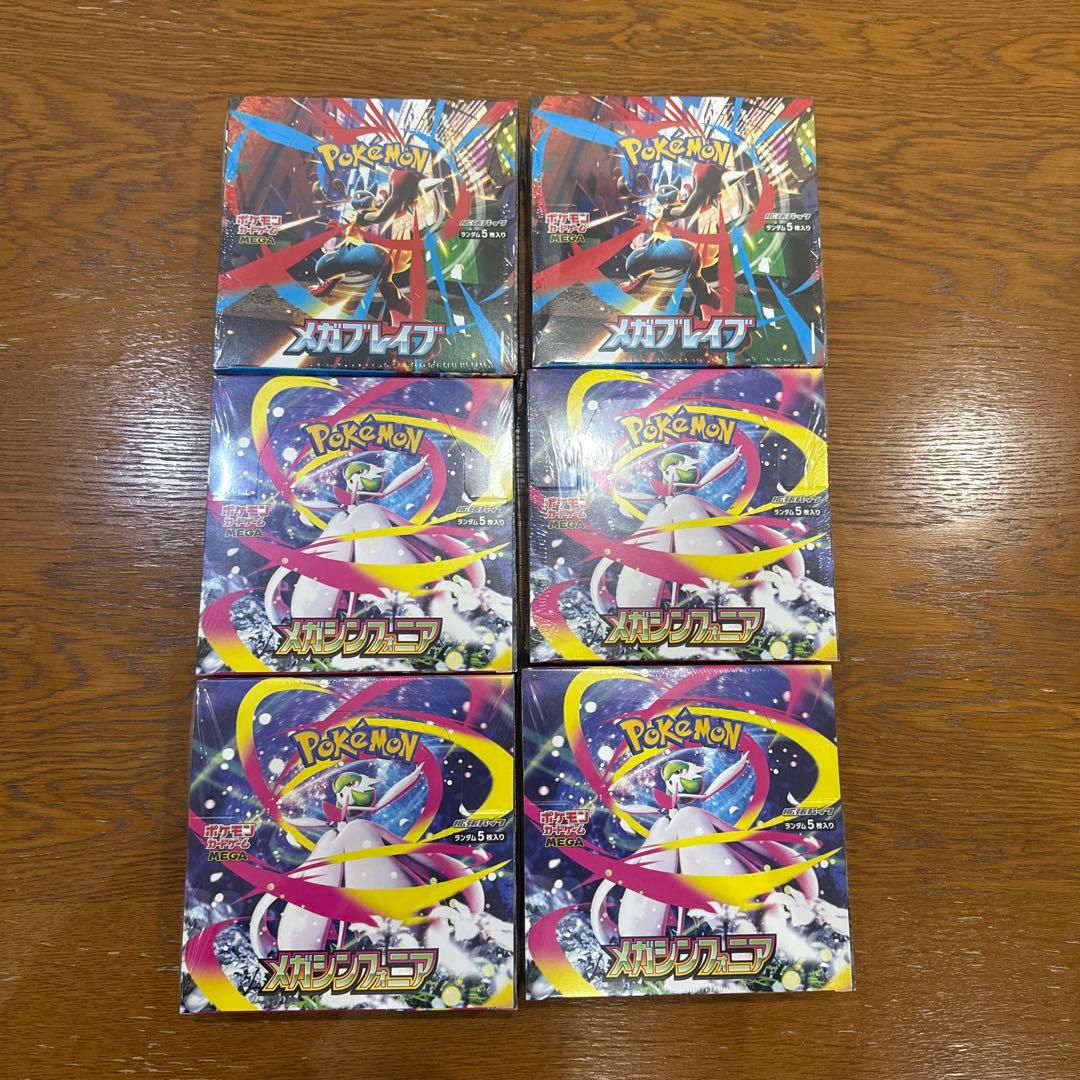 Pokémon
ポケモン
カードゲーム
MEGA
拡張パック
ランダム5枚入り
メガブレイブ
Pokémon
ポケモン
カードゲーム
MEGA
拡張パック
ランダム5枚入り
メガブレイブ
Pokémon
ポケモン
カードゲーム
MEGA
拡張パック
ランダム5枚入り
メガシンフォニア
Pokémon
ポケモン
カードゲーム
MEGA
拡張パック
ランダム5枚入り
メガシンフォニア
Pokémon
ポケモン
カードゲーム
MEGA
拡張パック
ランダム5枚入り
メガシンフォニア
Pokémon
ポケモン
カードゲーム
MEGA
拡張パック
ランダム5枚入り
メガシンフォニア